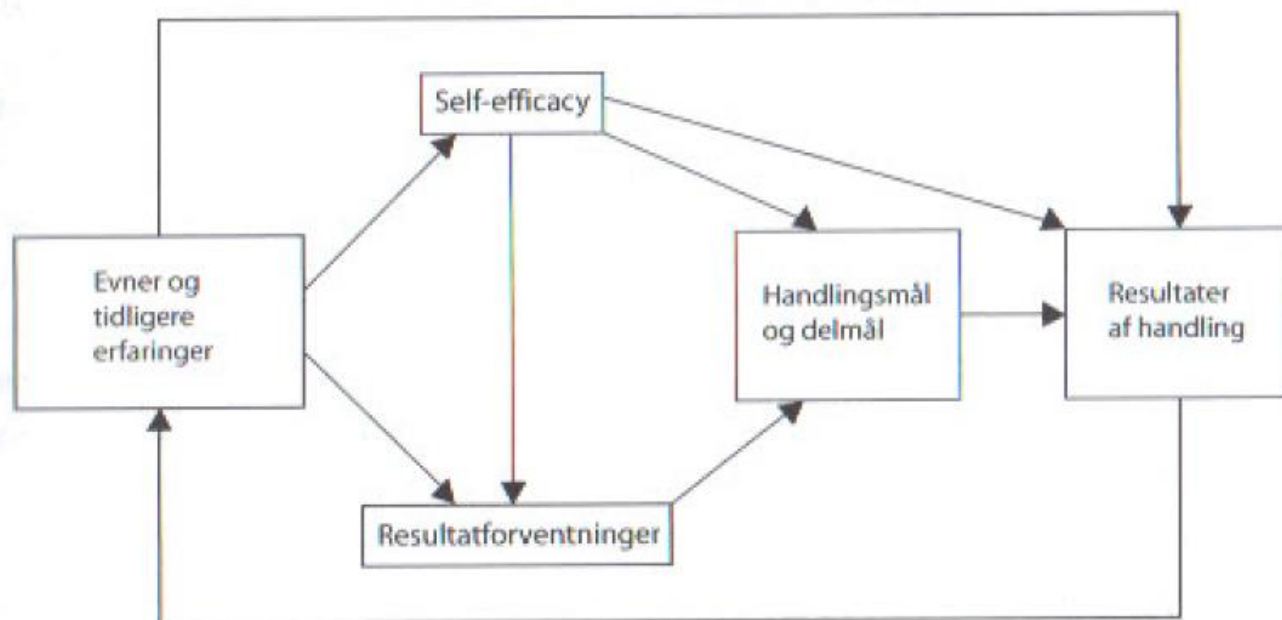 Self-efficacy
Evner og
tidligere
erfaringer
Handlingsmål
og delmål
Resultater
af handling
Resultatforventninger